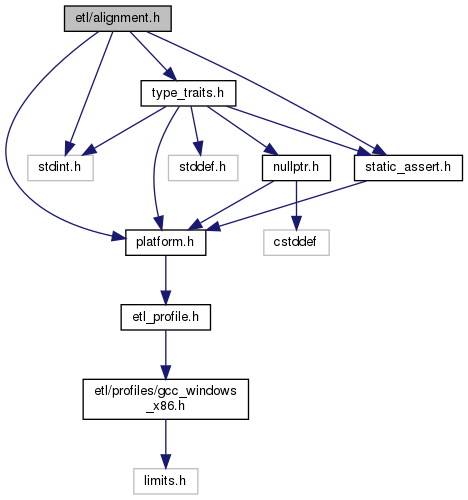 etl/alignment.h
type_traits.h
stdint.h
stddef.h
nullptr.h
static_assert.h
platform.h
cstddef
etl_profile.h
etl/profiles/gcc_windows
_x86.h
limits.h